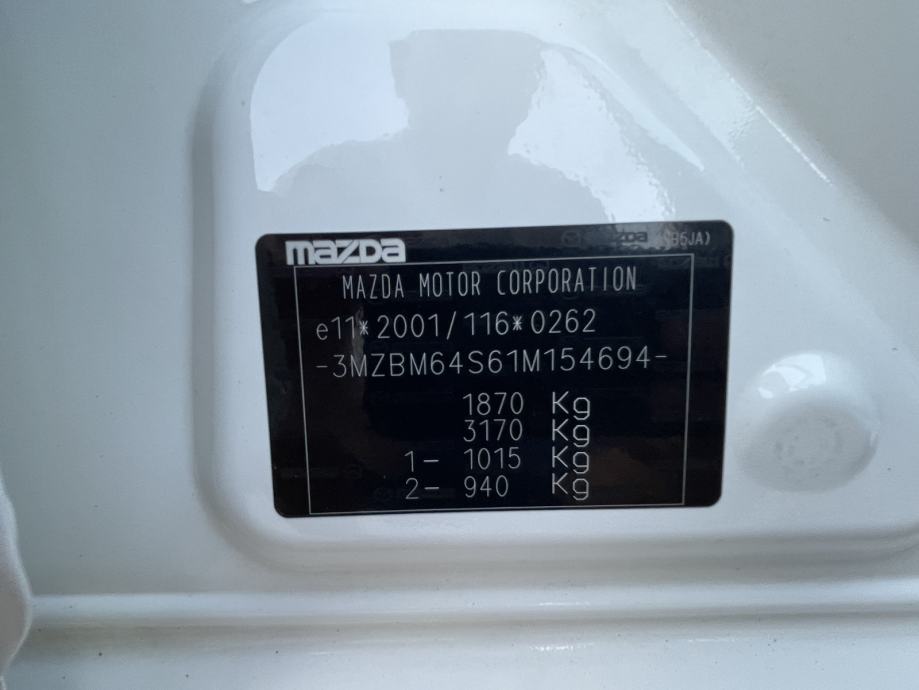 mazda
MAZDA MOTOR CORPORATION
e11*2001/116*0262
-3MZBM64S61M154694-
1870 Kg
3170 Kg
1- 1015 Kg
2- 940 Kg